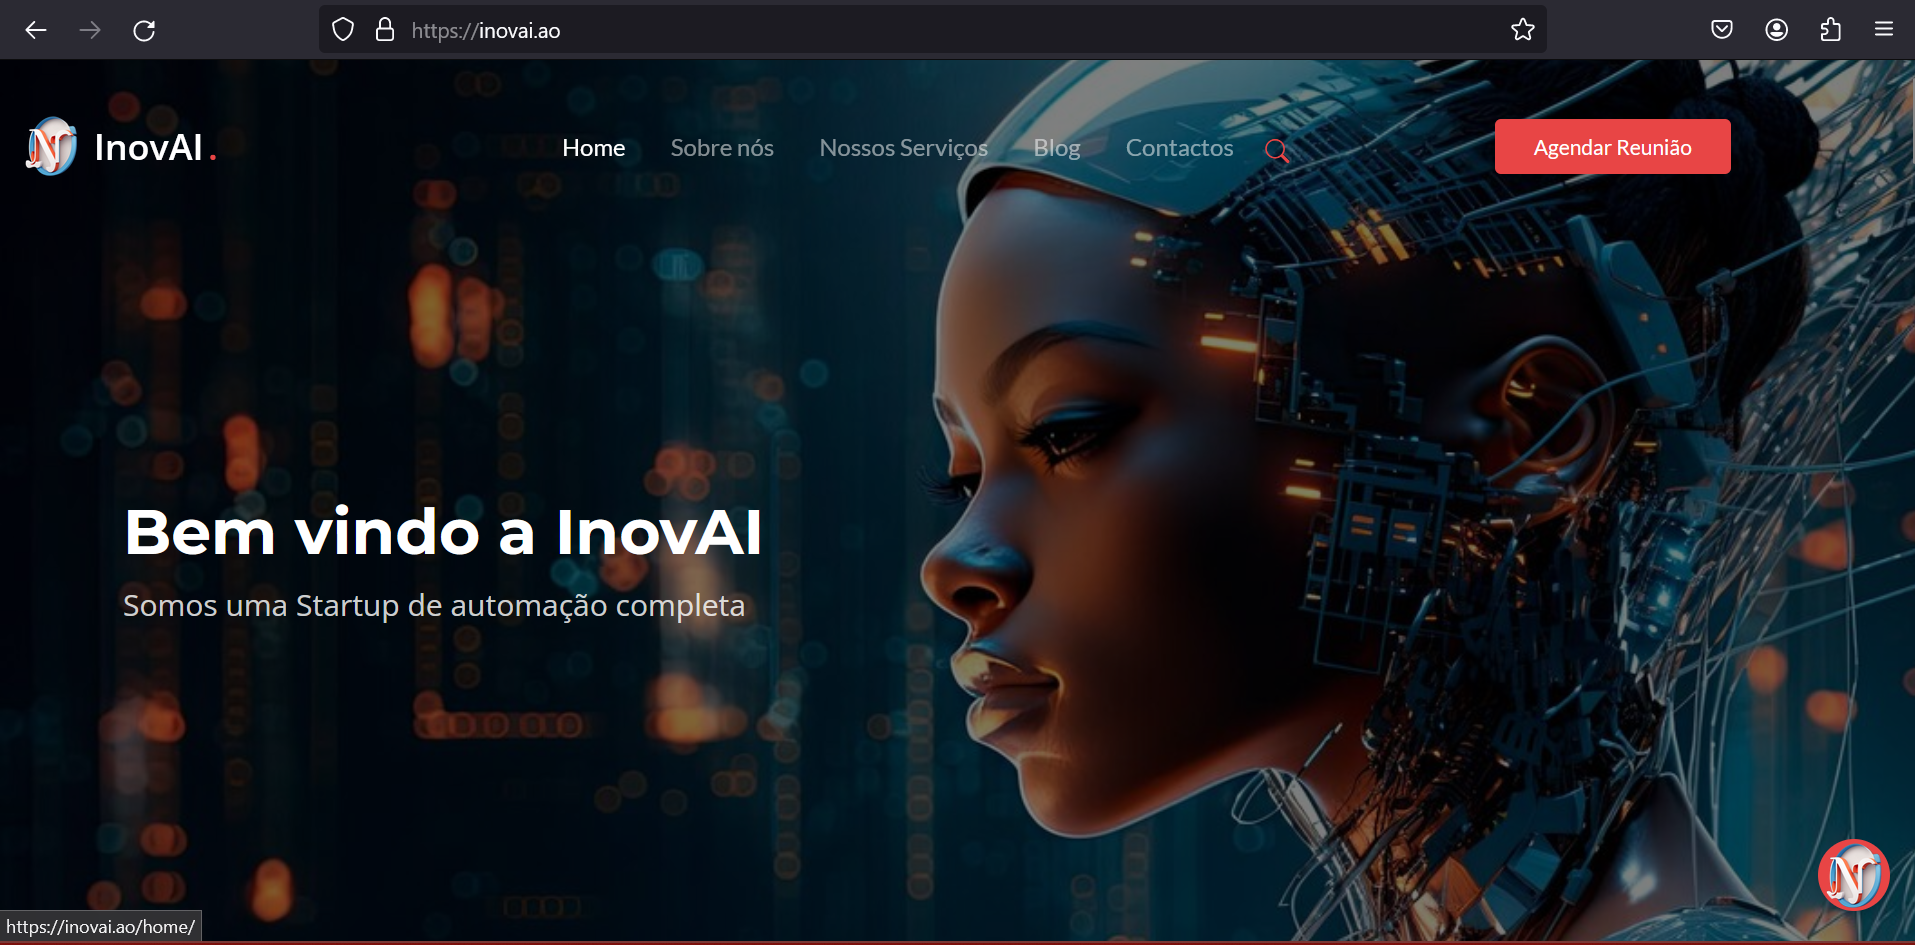 https://inovai.ao
InovAI.
Home Sobre nós Nossos Serviços Blog Contactos
Agendar Reunião
Bem vindo a InovAI
Somos uma Startup de automação completa
https://inovai.ao/home/